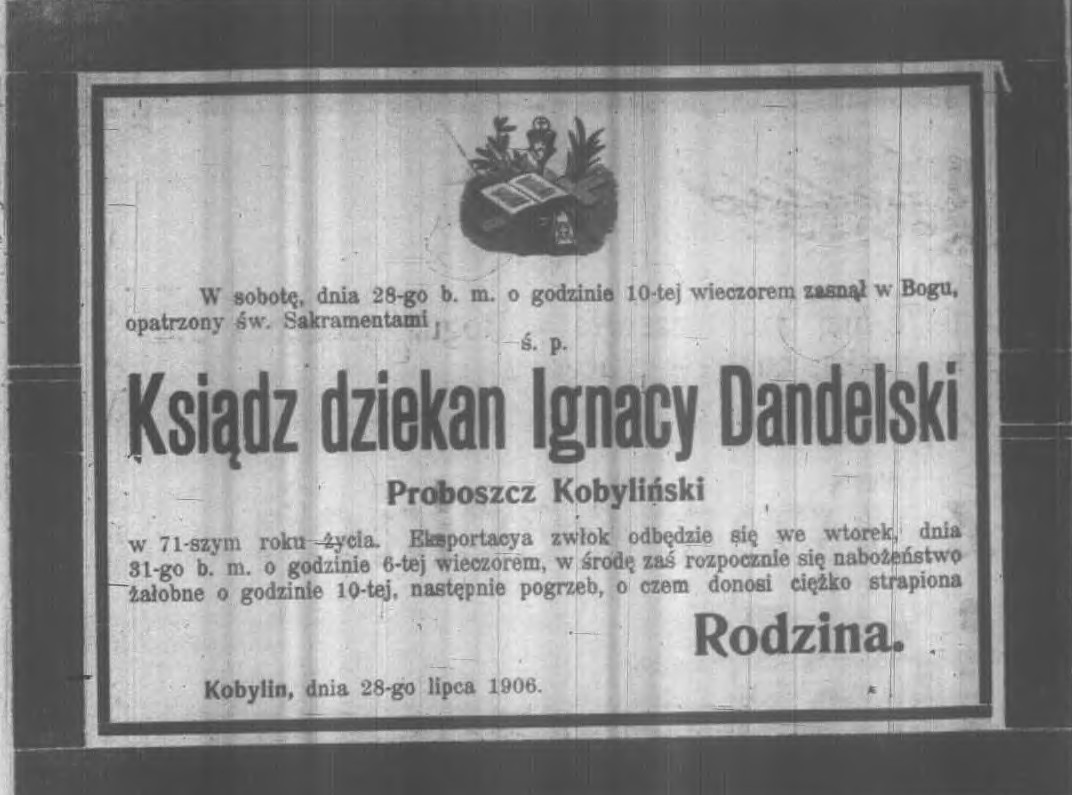 W sobotę, dnia 28-go b. m. o godzinie 10-tej wieczorem zasnął w Bogu,
opatrzony św. Sakramentami
ś. p.
Ksiądz dziekan Ignacy Dandelski
Proboszcz Kobyliński
w 71-szym roku życia. Eksportacya zwłok odbędzie się we wtorek, dnia
31-go b. m. o godzinie 6-tej wieczorem, w środę zaś rozpocznie się nabożeństwo
żałobne o godzinie 10-tej, następnie pogrzeb, o czem donosi ciężko strapiona
Rodzina.
Kobylin, dnia 28-go lipca 1906.